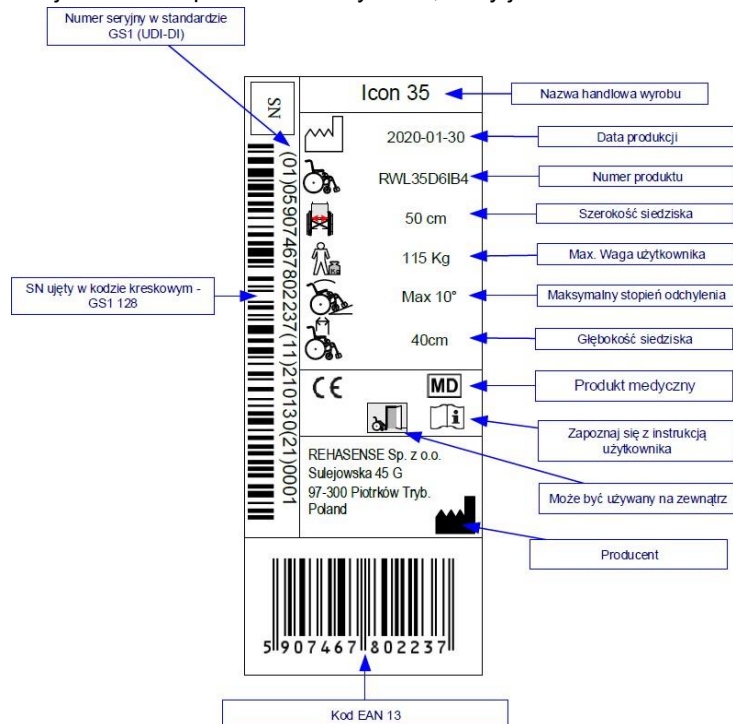 Numer seryjny w standardzie
GS1 (UDI-DI)
SN
Icon 35
Nazwa handlowa wyrobu
2020-01-30
Data produkcji
RWL35D6IB4
Numer produktu
50 cm
Szerokość siedziska
115 Kg
Max. Waga użytkownika
SN ujęty w kodzie kreskowym -
GS1 128
Max 10°
Maksymalny stopień odchylenia
40cm
Głębokość siedziska
(01)05907467802237(11)210130(21)0001
CE
MD
Produkt medyczny
i
Zapoznaj się z instrukcją
użytkownika
REHASENSE Sp. z o.o.
Sulejowska 45 G
97-300 Piotrków Tryb.
Poland
Może być używany na zewnątrz
Producent
5907467802237
Kod EAN 13